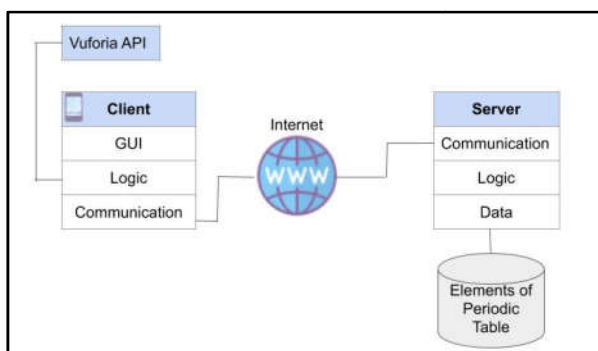 Vuforia API
Client
GUI
Logic
Communication
Internet
WWW
Server
Communication
Logic
Data
Elements of
Periodic
Table